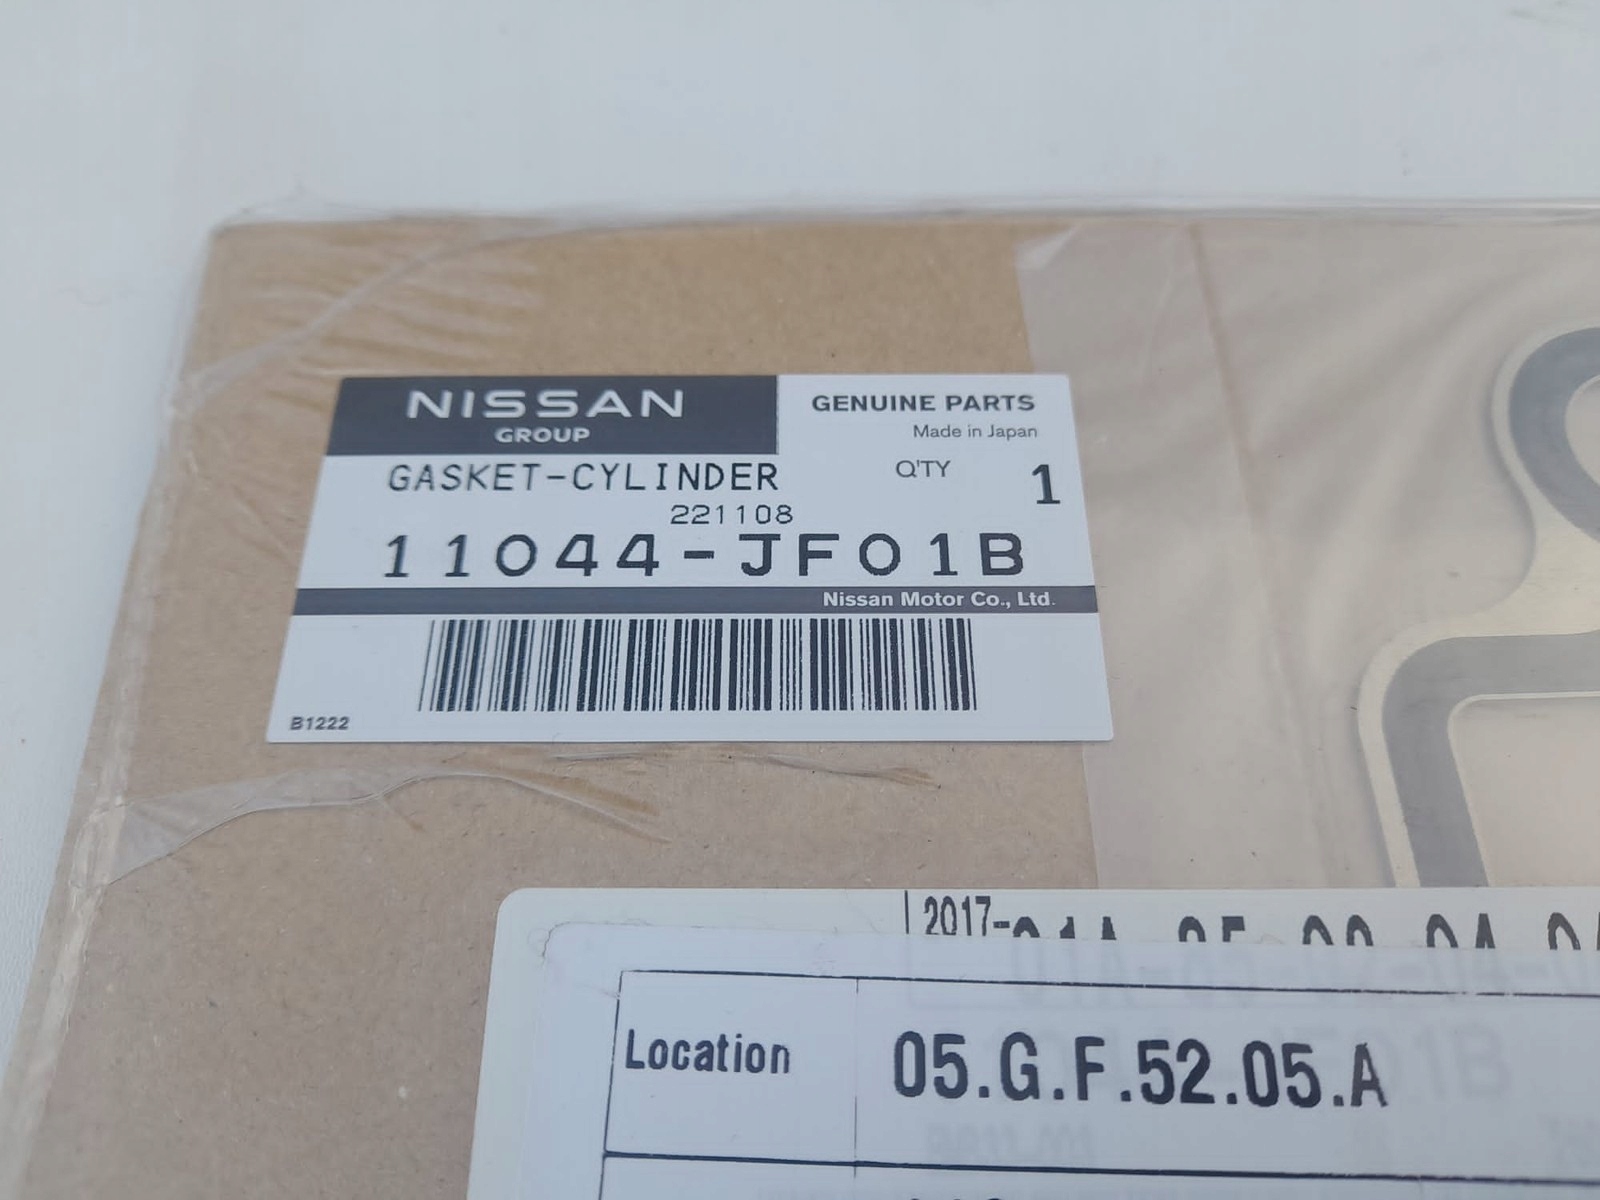 NISSAN
GROUP
GENUINE PARTS
Made in Japan
GASKET-CYLINDER
Q'TY 1
221108
11044-JF01B
Nissan Motor Co., Ltd.
B1222
2017-
Location 05.G.F.52.05.A